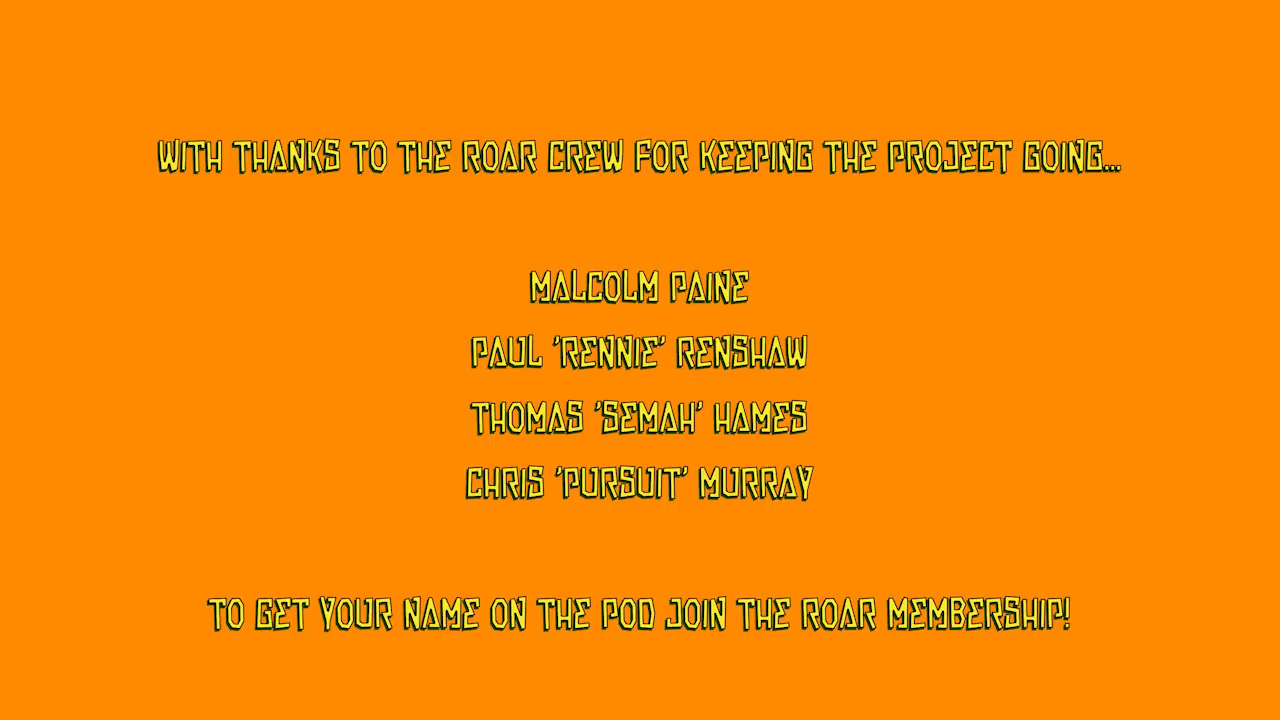 WITH THANKS TO THE ROAR CREW FOR KEEPING THE PROJECT GOING...
MALCOLM PAINE
PAUL 'RENNIE' RENSHAW
THOMAS 'SEMAH' HAMES
CHRIS 'PURSUIT' MURRAY
TO GET YOUR NAME ON THE POD JOIN THE ROAR MEMBERSHIP!